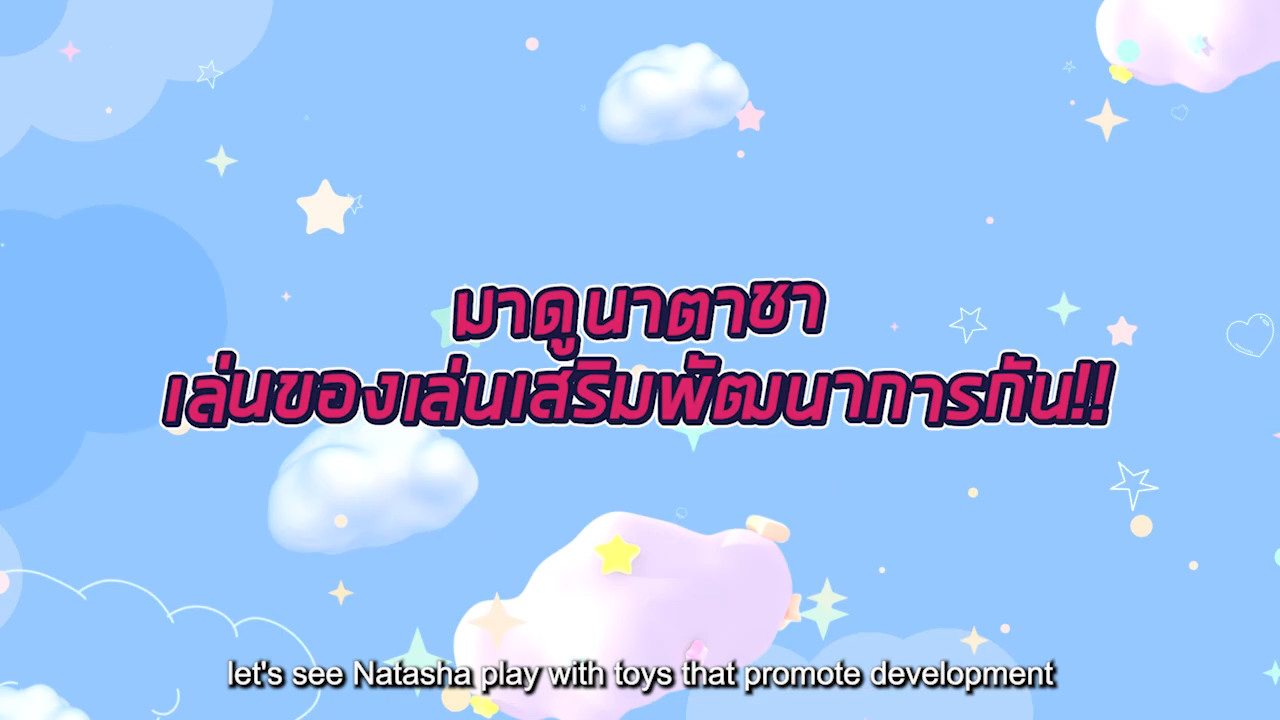 มาดูนาตาชา
เล่นของเล่นเสริมพัฒนาการกัน!!
let's see Natasha play with toys that promote development